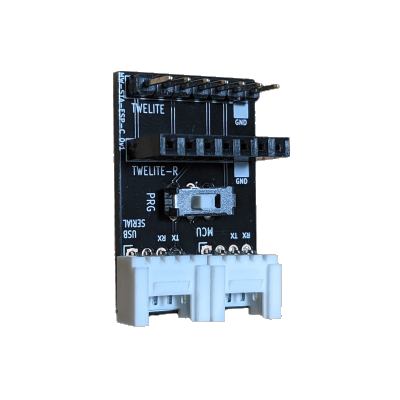 TWELITE
GND
TWELITE-R
GND
PRG
USB
SERIAL
RX
TX
MCU
TX
RX